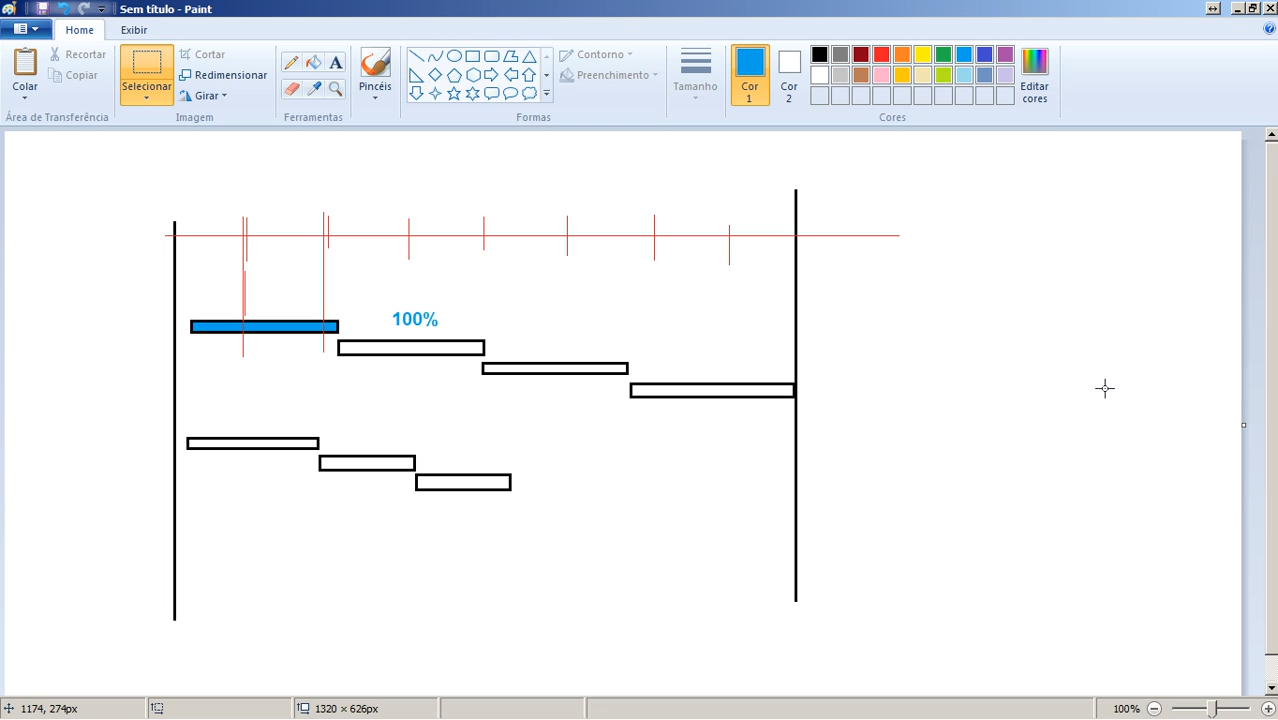 Sem título - Paint
Home
Exibir
Colar
Recortar
Copiar
Área de Transferência
Selecionar
Cortar
Redimensionar
Girar
Imagem
A
Ferramentas
Pincéis
Contorno
Preenchimento
Formas
Tamanho
Cor
1
Cor
2
Editar
cores
Cores
100%
1174, 274px
1320 × 626px
100%